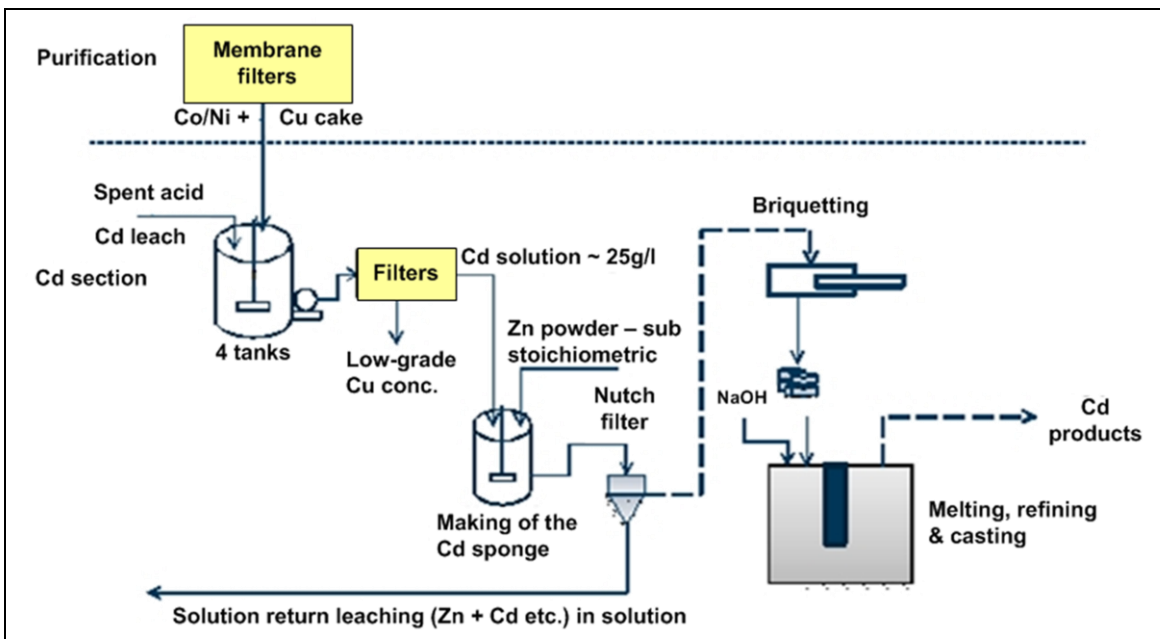 Purification
Membrane
filters
Co/Ni + Cu cake
Spent acid
Cd leach
Cd section
4 tanks
Filters
Cd solution ~ 25g/l
Low-grade
Cu conc.
Zn powder – sub
stoichiometric
Nutch
filter
Making of the
Cd sponge
Briquetting
NaOH
Cd
products
Melting, refining
& casting
Solution return leaching (Zn + Cd etc.) in solution